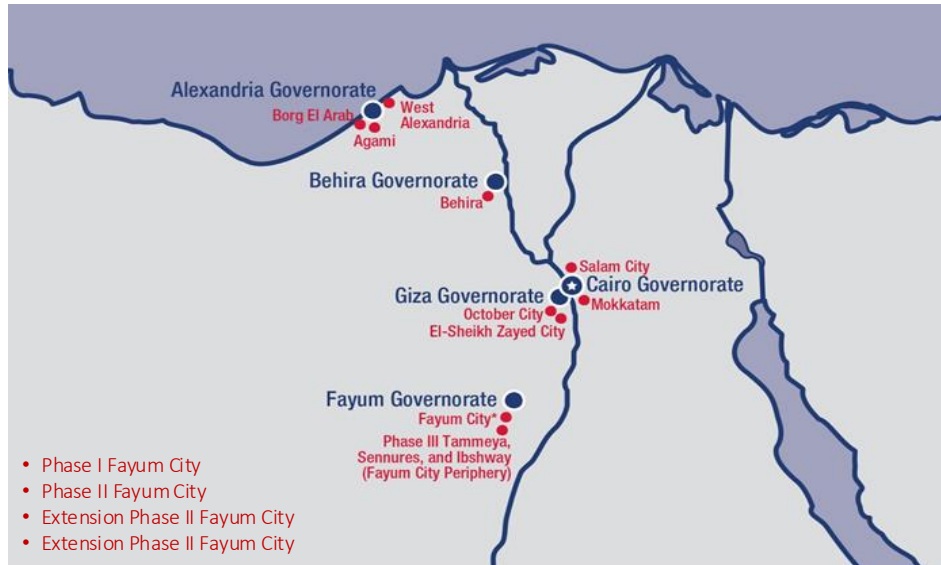 Alexandria Governorate
Borg El Arab
West
Alexandria
Agami
Behira Governorate
Behira
Salam City
Cairo Governorate
Giza Governorate
Mokkatam
October City
El-Sheikh Zayed City
Fayum Governorate
Fayum City*
Phase III Tammeya,
Sennures, and Ibshway
(Fayum City Periphery)
• Phase I Fayum City
• Phase II Fayum City
• Extension Phase II Fayum City
• Extension Phase II Fayum City